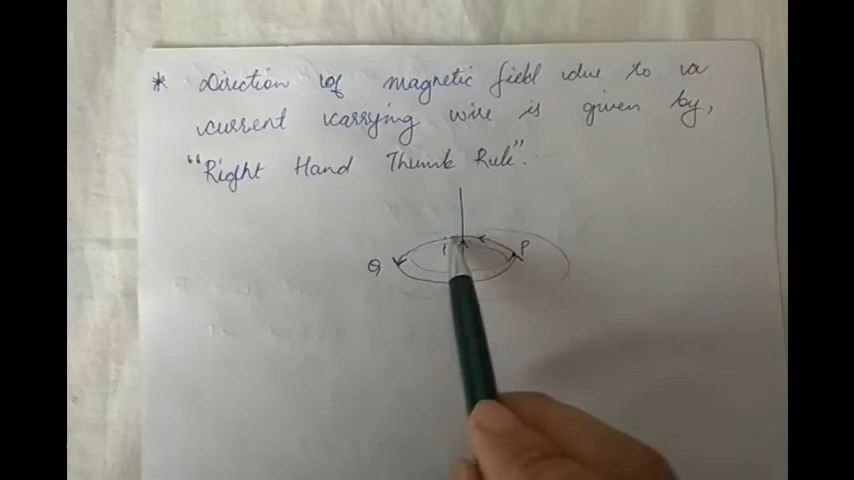 * Direction of magnetic field due to a
current carrying wire is given by,
"Right Hand Thumb Rule".
i P
Q